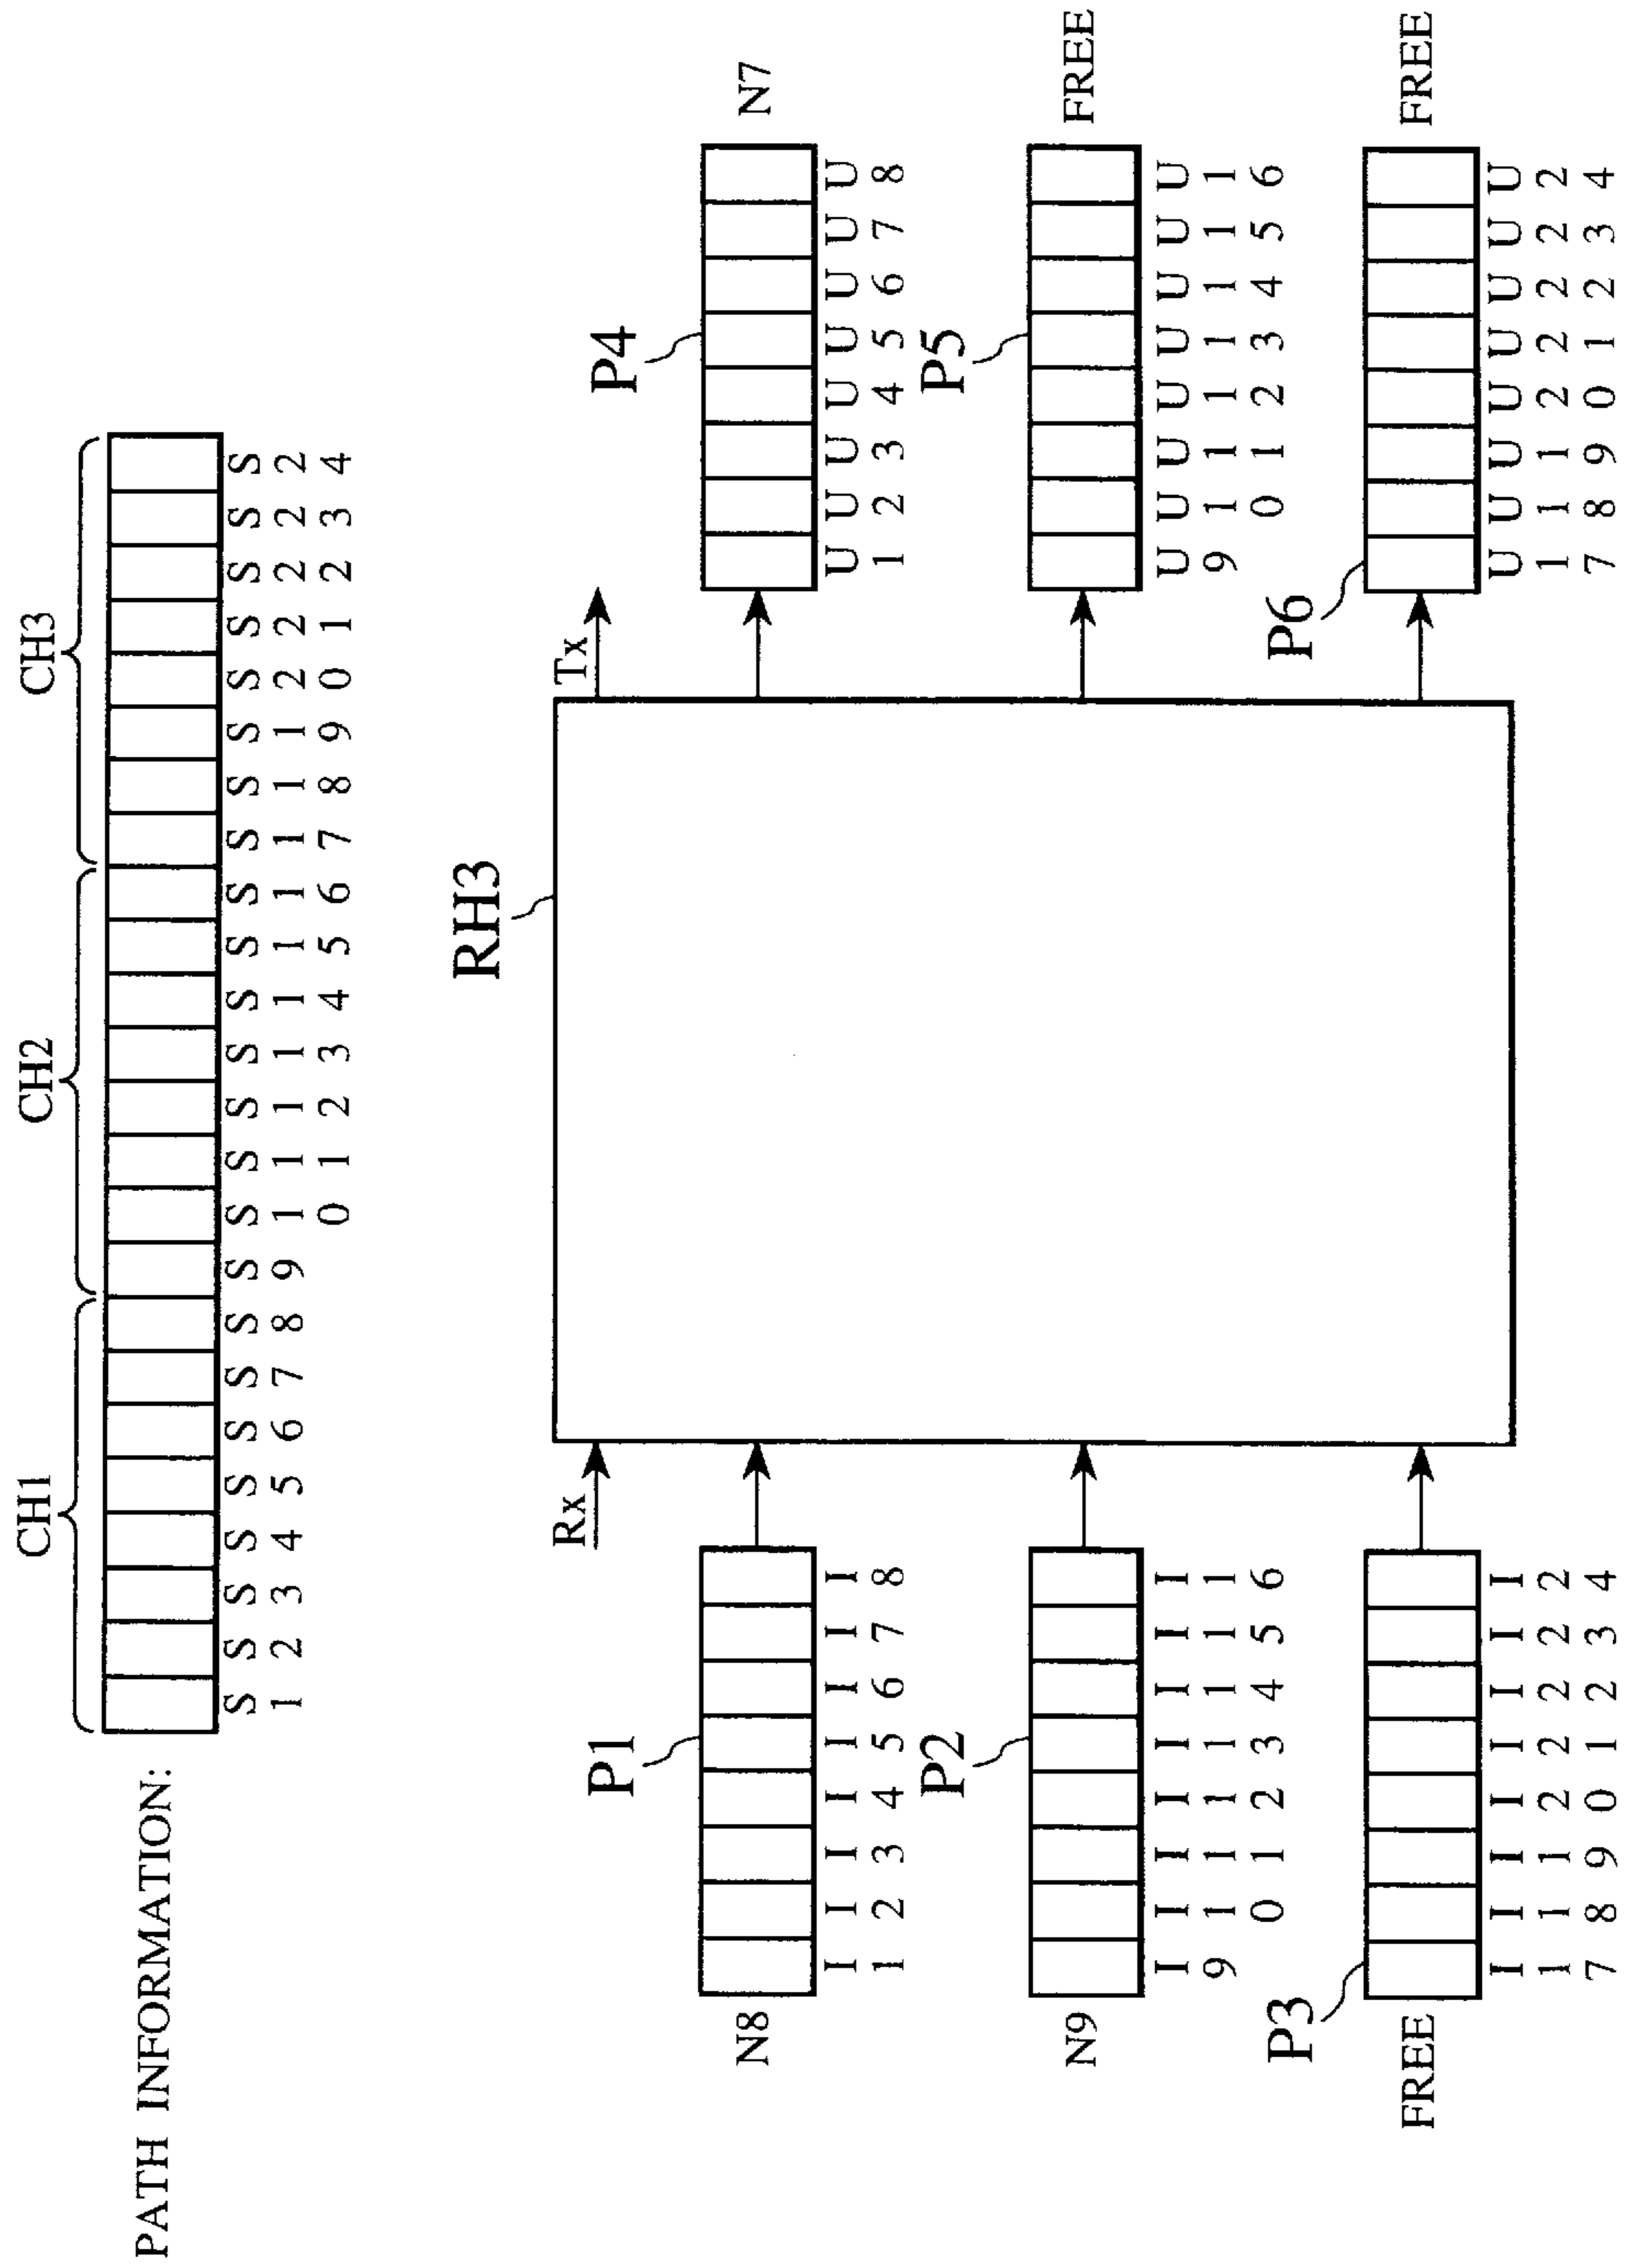 CH1 CH2 CH3
PATH INFORMATION:
S1 S2 S3 S4 S5 S6 S7 S8 S9 S10 S11 S12 S13 S14 S15 S16 S17 S18 S19 S20 S21 S22 S23 S24
RH3
Rx Tx
P1 P4
N8 N7
I1 I2 I3 I4 I5 I6 I7 I8 U1 U2 U3 U4 U5 U6 U7 U8
P2 P5
N9 FREE
I9 I10 I11 I12 I13 I14 I15 I16 U9 U10 U11 U12 U13 U14 U15 U16
P3 P6
FREE FREE
I17 I18 I19 I20 I21 I22 I23 I24 U17 U18 U19 U20 U21 U22 U23 U24